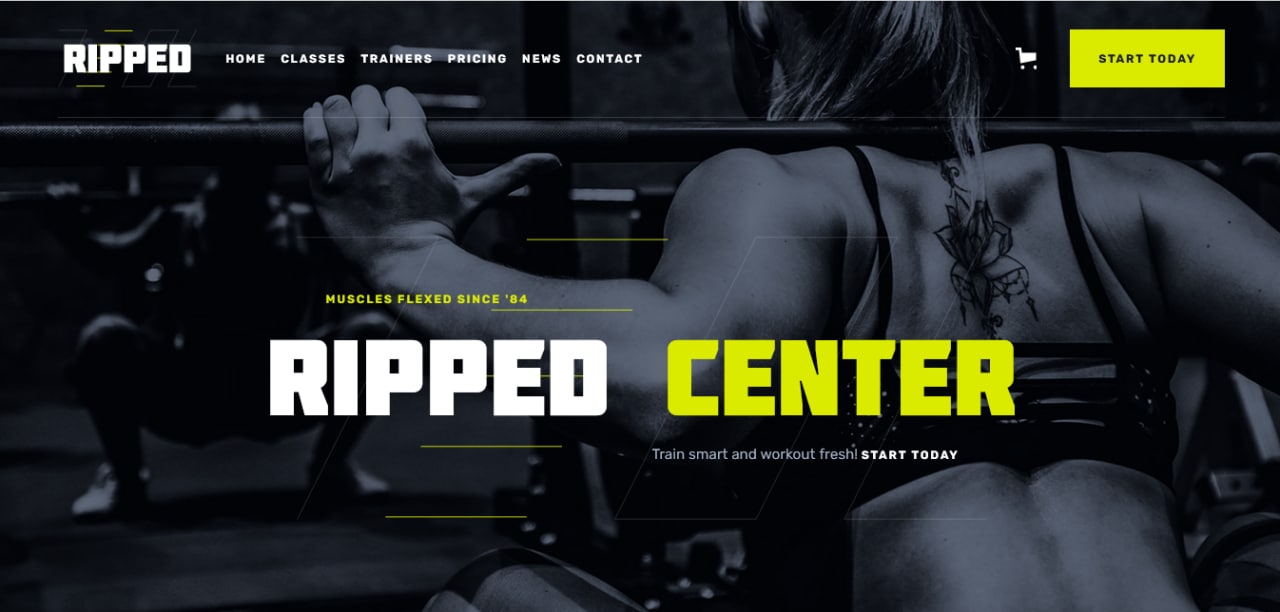 RIPPED
HOME CLASSES TRAINERS PRICING NEWS CONTACT
START TODAY
MUSCLES FLEXED SINCE '84
RIPPED CENTER
Train smart and workout fresh! START TODAY